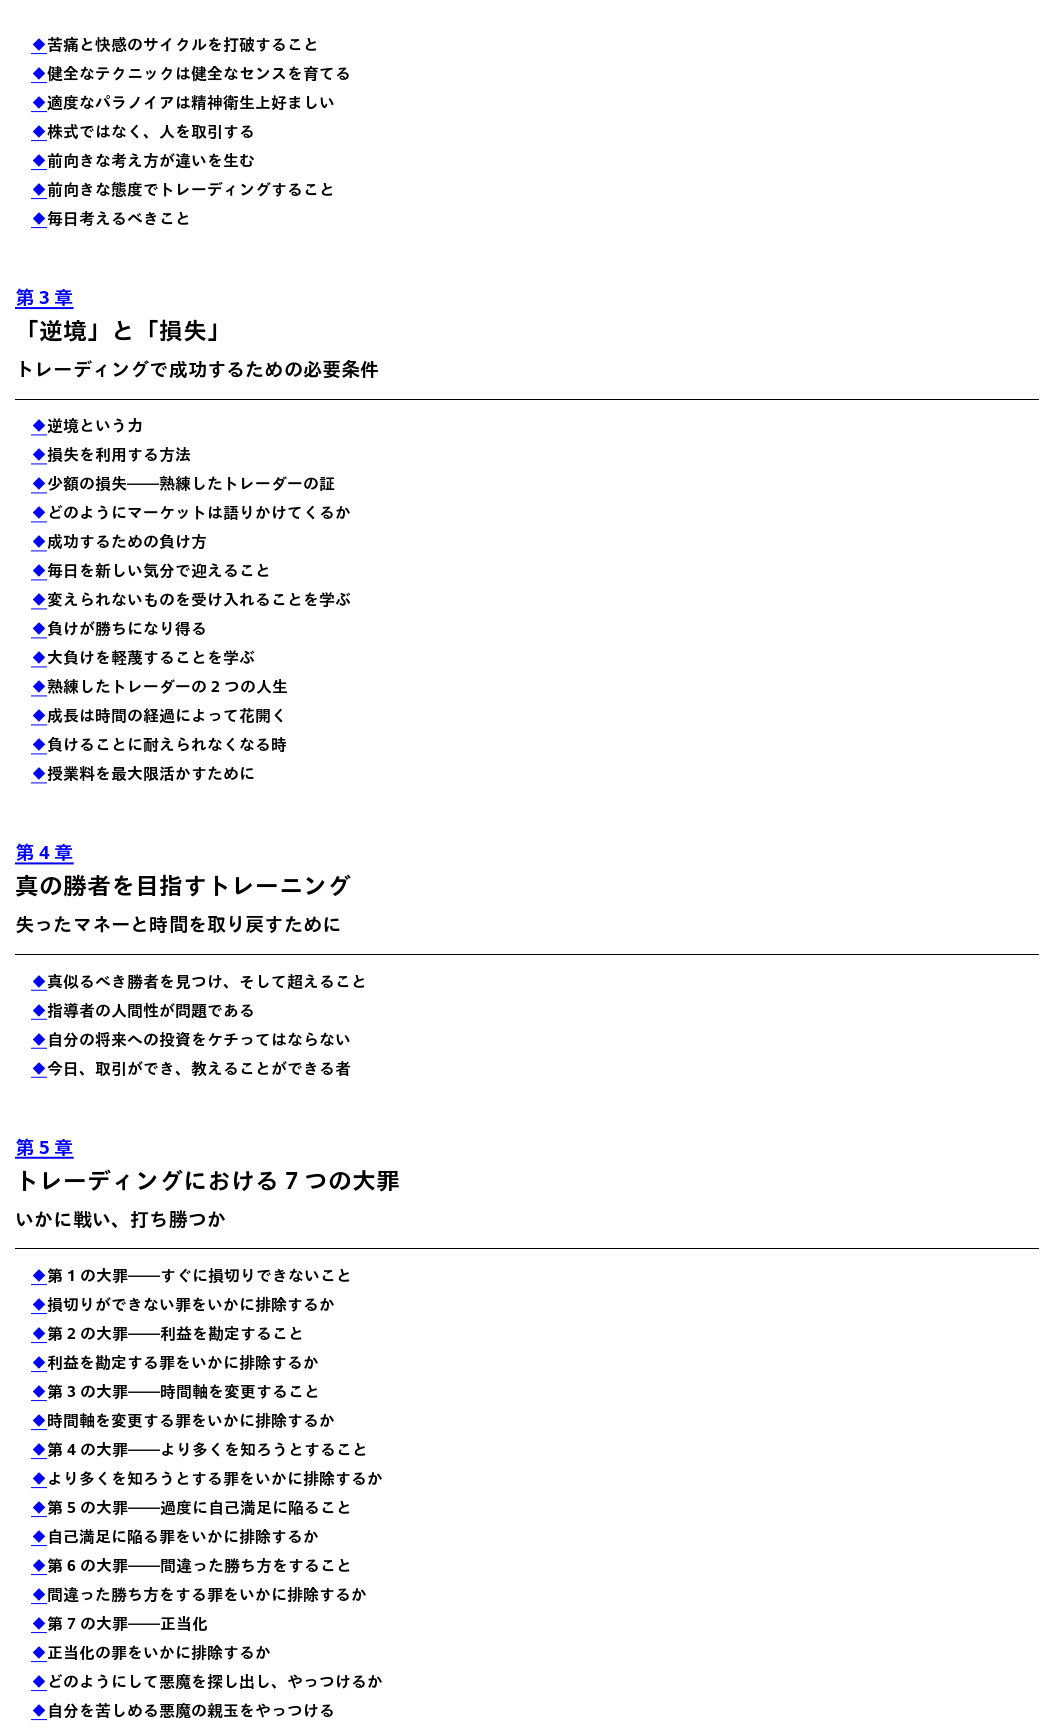 ◆苦痛と快感のサイクルを打破すること
◆健全なテクニックは健全なセンスを育てる
◆適度なパラノイアは精神衛生上好ましい
◆株式ではなく、人を取引する
◆前向きな考え方が違いを生む
◆前向きな態度でトレーディングすること
◆毎日考えるべきこと
第3章
「逆境」と「損失」
トレーディングで成功するための必要条件
◆逆境という力
◆損失を利用する方法
◆少額の損失――熟練したトレーダーの証
◆どのようにマーケットは語りかけてくるか
◆成功するための負け方
◆毎日を新しい気分で迎えること
◆変えられないものを受け入れることを学ぶ
◆負けが勝ちになり得る
◆大負けを軽蔑することを学ぶ
◆熟練したトレーダーの2つの人生
◆成長は時間の経過によって花開く
◆負けることに耐えられなくなる時
◆授業料を最大限活かすために
第4章
真の勝者を目指すトレーニング
失ったマネーと時間を取り戻すために
◆真似るべき勝者を見つけ、そして超えること
◆指導者の人間性が問題である
◆自分の将来への投資をケチってはならない
◆今日、取引ができ、教えることができる者
第5章
トレーディングにおける7つの大罪
いかに戦い、打ち勝つか
◆第1の大罪――すぐに損切りできないこと
◆損切りができない罪をいかに排除するか
◆第2の大罪――利益を勘定すること
◆利益を勘定する罪をいかに排除するか
◆第3の大罪――時間軸を変更すること
◆時間軸を変更する罪をいかに排除するか
◆第4の大罪――より多くを知ろうとすること
◆より多くを知ろうとする罪をいかに排除するか
◆第5の大罪――過度に自己満足に陥ること
◆自己満足に陥る罪をいかに排除するか
◆第6の大罪――間違った勝ち方をすること
◆間違った勝ち方をする罪をいかに排除するか
◆第7の大罪――正当化
◆正当化の罪をいかに排除するか
◆どのようにして悪魔を探し出し、やっつけるか
◆自分を苦しめる悪魔の親玉をやっつける